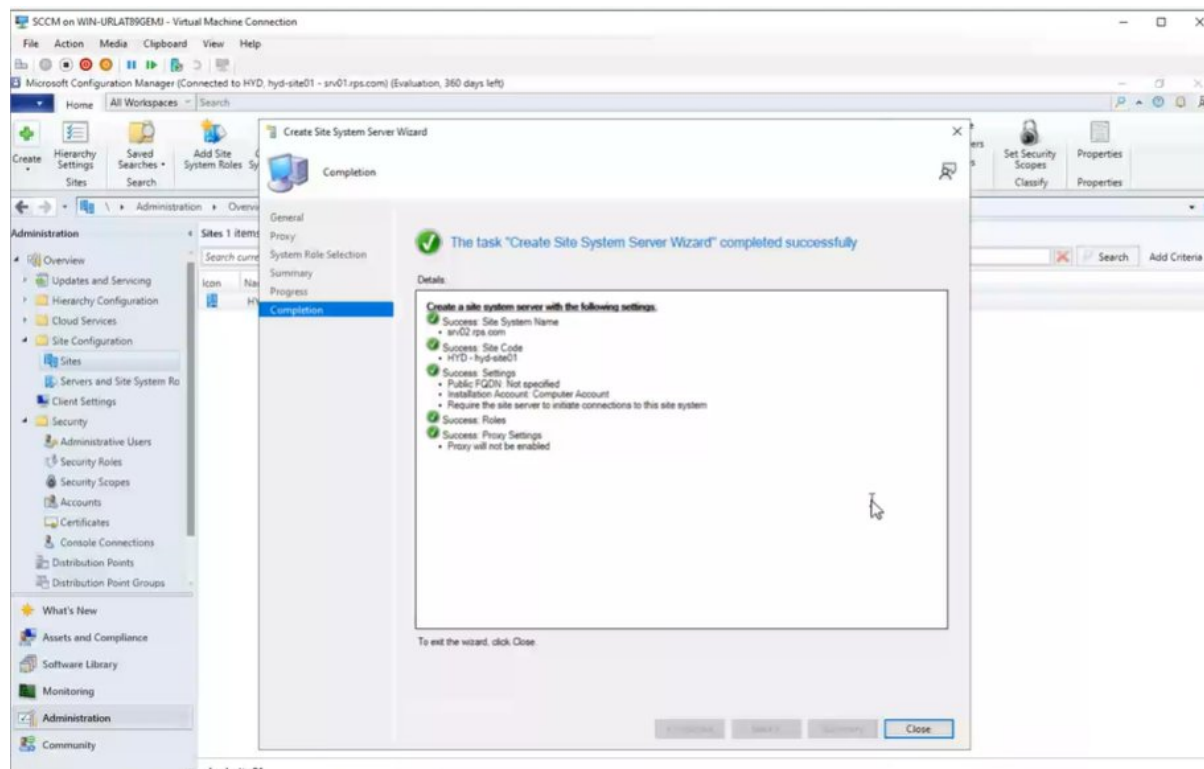 SCCM on WIN-URLAT89GEMJ - Virtual Machine Connection
File Action Media Clipboard View Help
Microsoft Configuration Manager (Connected to HYD, hyd-site01 - srv01.rps.com) (Evaluation, 360 days left)
Home All Workspaces Search
Create
Hierarchy Settings
Saved Searches
Add Site System Roles
Sites
Search
Set Security Scopes
Properties
Classify
Properties
\ Administration
Administration
Overview
Updates and Servicing
Hierarchy Configuration
Cloud Services
Site Configuration
Sites
Servers and Site System Ro
Client Settings
Security
Administrative Users
Security Roles
Security Scopes
Accounts
Certificates
Console Connections
Distribution Points
Distribution Point Groups
What's New
Assets and Compliance
Software Library
Monitoring
Administration
Community
Sites 1 items
Icon
Search Add Criteria
Create Site System Server Wizard
Completion
General
Proxy
System Role Selection
Summary
Progress
Completion
The task "Create Site System Server Wizard" completed successfully
Details:
Create a site system server with the following settings.
Success: Site System Name
• srv02.rps.com
Success: Site Code
• HYD - hyd-site01
Success: Settings
• Public FQDN: Not specified
• Installation Account: Computer Account
• Require the site server to initiate connections to this site system
Success: Roles
Success: Proxy Settings
• Proxy will not be enabled
To exit the wizard, click Close.
Close